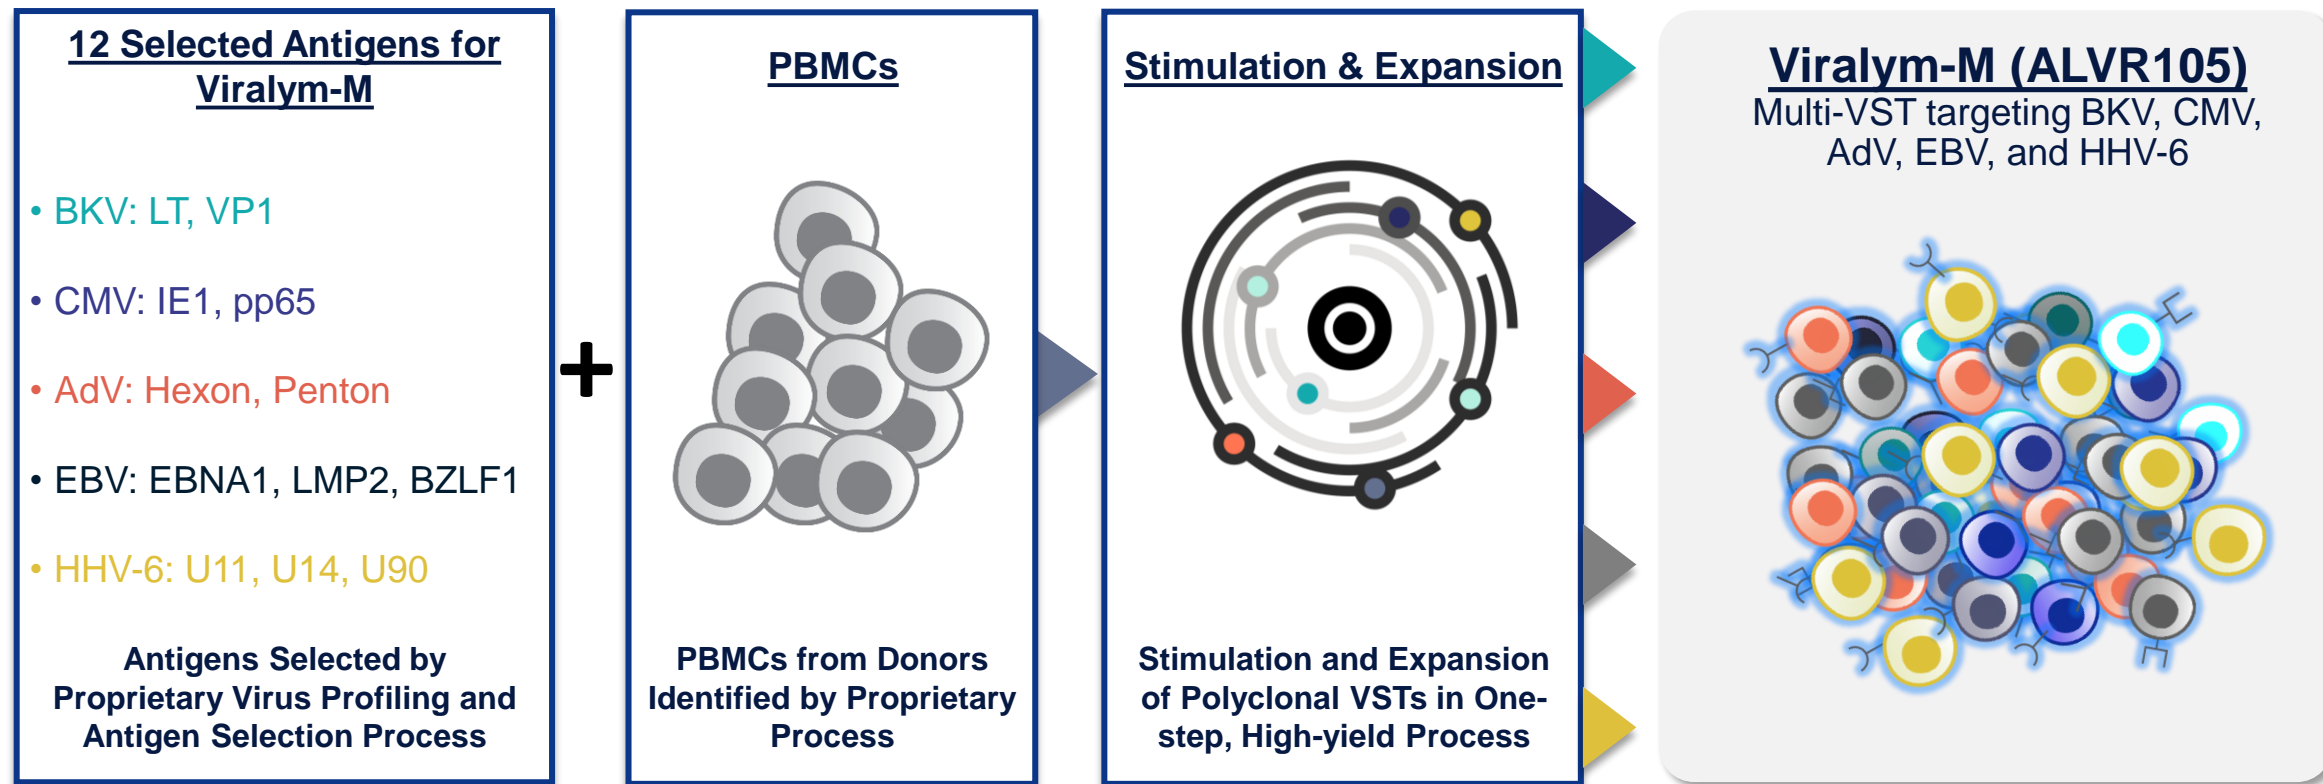 12 Selected Antigens for
Viralym-M
• BKV: LT, VP1
• CMV: IE1, pp65
• AdV: Hexon, Penton
• EBV: EBNA1, LMP2, BZLF1
• HHV-6: U11, U14, U90
Antigens Selected by
Proprietary Virus Profiling and
Antigen Selection Process
+
PBMCs
PBMCs from Donors
Identified by Proprietary
Process
Stimulation & Expansion
Stimulation and Expansion
of Polyclonal VSTs in One-
step, High-yield Process
Viralym-M (ALVR105)
Multi-VST targeting BKV, CMV,
AdV, EBV, and HHV-6